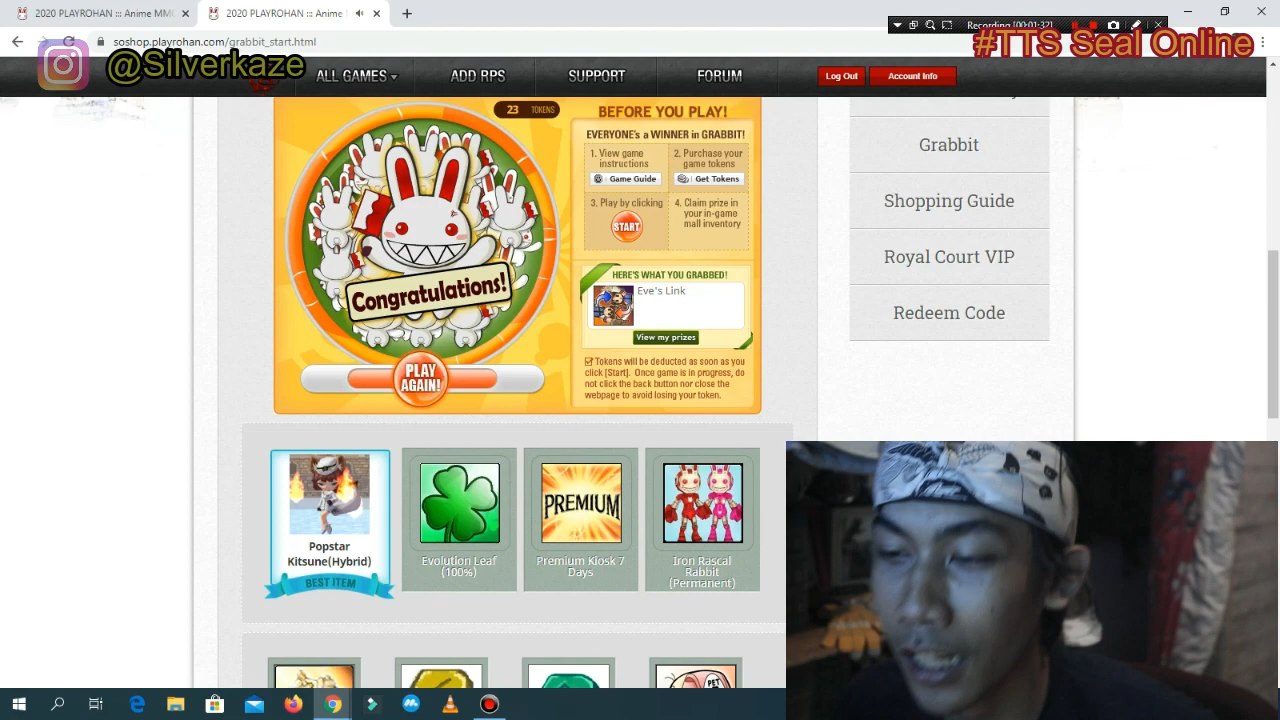 2020 PLAYROHAN :: Anime MMO
2020 PLAYROHAN :: Anime M
Recording [00:01:32]
soshop.playrohan.com/grabbit_start.html
#TTS Seal Online
@Silverkaze
ALL GAMES
ADD RPS
SUPPORT
FORUM
Log Out
Account Info
23 TOKENS
BEFORE YOU PLAY!
EVERYONE's a WINNER in GRABBIT!
1. View game instructions
Game Guide
2. Purchase your game tokens
Get Tokens
3. Play by clicking
START
4. Claim prize in your in-game mall inventory
HERE'S WHAT YOU GRABBED!
Eve's Link
View my prizes
Tokens will be deducted as soon as you
click [Start]. Once game is in progress, do
not click the back button nor close the
webpage to avoid losing your token.
Congratulations!
PLAY
AGAIN!
Grabbit
Shopping Guide
Royal Court VIP
Redeem Code
Popstar
Kitsune(Hybrid)
BEST ITEM
Evolution Leaf
(100%)
PREMIUM
Premium Kiosk 7
Days
Iron Rascal
Rabbit
(Permanent)
PET